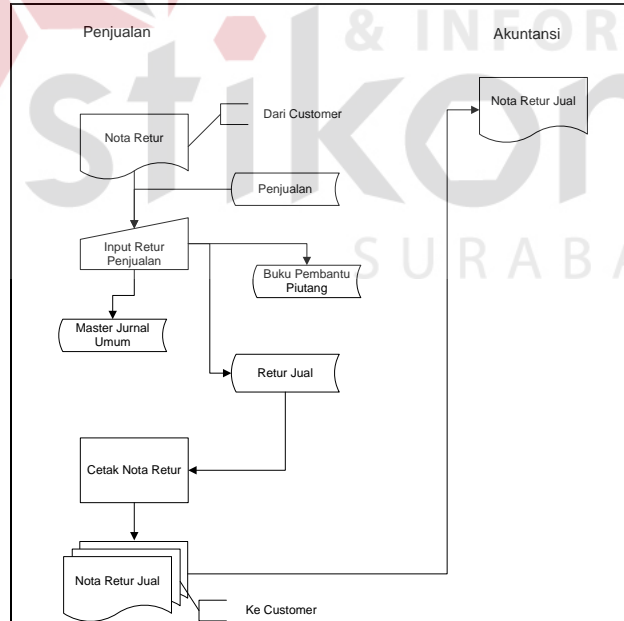 Penjualan
Akuntansi
& INFOR
stikom
SURABA
Nota Retur
Dari Customer
Nota Retur Jual
Penjualan
Input Retur
Penjualan
Buku Pembantu
Piutang
Master Jurnal
Umum
Retur Jual
Cetak Nota Retur
Nota Retur Jual
Ke Customer